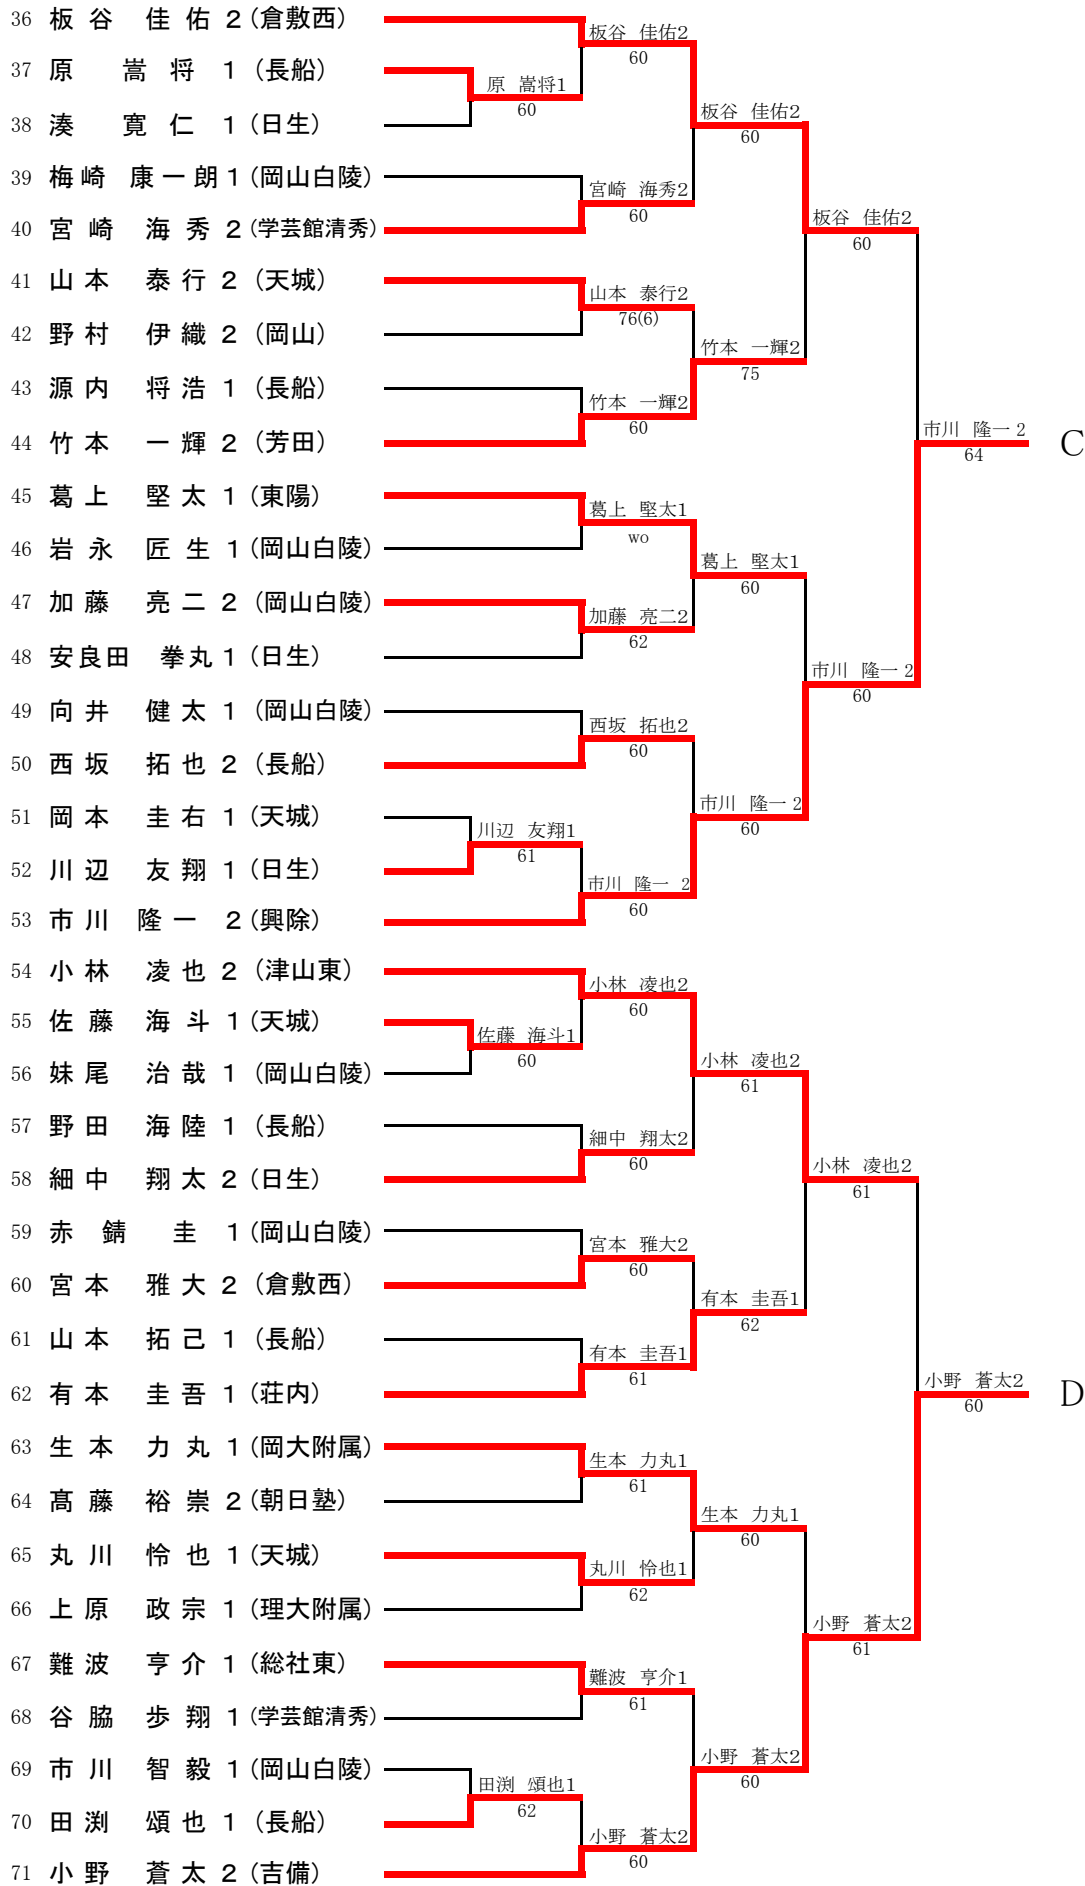 36 板谷 佳佑 2 (倉敷西)
37 原 嵩将 1 (長船)
38 湊 寛仁 1 (日生)
39 梅崎 康一朗 1 (岡山白陵)
40 宮崎 海秀 2 (学芸館清秀)
41 山本 泰行 2 (天城)
42 野村 伊織 2 (岡山)
43 源内 将浩 1 (長船)
44 竹本 一輝 2 (芳田)
45 葛上 堅太 1 (東陽)
46 岩永 匠生 1 (岡山白陵)
47 加藤 亮二 2 (岡山白陵)
48 安良田 拳丸 1 (日生)
49 向井 健太 1 (岡山白陵)
50 西坂 拓也 2 (長船)
51 岡本 圭右 1 (天城)
52 川辺 友翔 1 (日生)
53 市川 隆一 2 (興除)
54 小林 凌也 2 (津山東)
55 佐藤 海斗 1 (天城)
56 妹尾 治哉 1 (岡山白陵)
57 野田 海陸 1 (長船)
58 細中 翔太 2 (日生)
59 赤錆 圭 1 (岡山白陵)
60 宮本 雅大 2 (倉敷西)
61 山本 拓己 1 (長船)
62 有本 圭吾 1 (荘内)
63 生本 力丸 1 (岡大附属)
64 髙藤 裕崇 2 (朝日塾)
65 丸川 怜也 1 (天城)
66 上原 政宗 1 (理大附属)
67 難波 亨介 1 (総社東)
68 谷脇 歩翔 1 (学芸館清秀)
69 市川 智毅 1 (岡山白陵)
70 田渕 頌也 1 (長船)
71 小野 蒼太 2 (吉備)
原 嵩将1
60
川辺 友翔1
61
佐藤 海斗1
60
田渕 頌也1
62
板谷 佳佑2
60
宮崎 海秀2
60
山本 泰行2
76(6)
竹本 一輝2
60
葛上 堅太1
wo
加藤 亮二2
62
西坂 拓也2
60
市川 隆一 2
60
小林 凌也2
60
細中 翔太2
60
宮本 雅大2
60
有本 圭吾1
61
生本 力丸1
61
丸川 怜也1
62
難波 亨介1
61
小野 蒼太2
60
板谷 佳佑2
60
竹本 一輝2
75
葛上 堅太1
60
市川 隆一 2
60
小林 凌也2
61
有本 圭吾1
62
生本 力丸1
60
小野 蒼太2
60
板谷 佳佑2
60
市川 隆一 2
60
小林 凌也2
61
小野 蒼太2
61
市川 隆一 2
64
C
小野 蒼太2
60
D